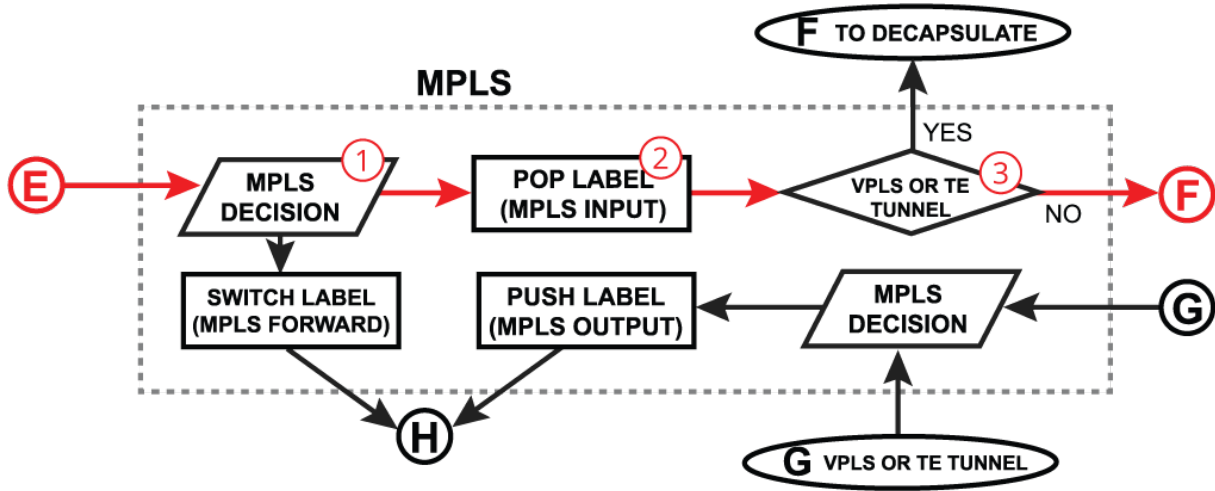 F TO DECAPSULATE
MPLS
YES
E
MPLS
DECISION
1
POP LABEL
(MPLS INPUT)
2
VPLS OR TE
TUNNEL
3
NO
F
SWITCH LABEL
(MPLS FORWARD)
PUSH LABEL
(MPLS OUTPUT)
MPLS
DECISION
G
H
G VPLS OR TE TUNNEL